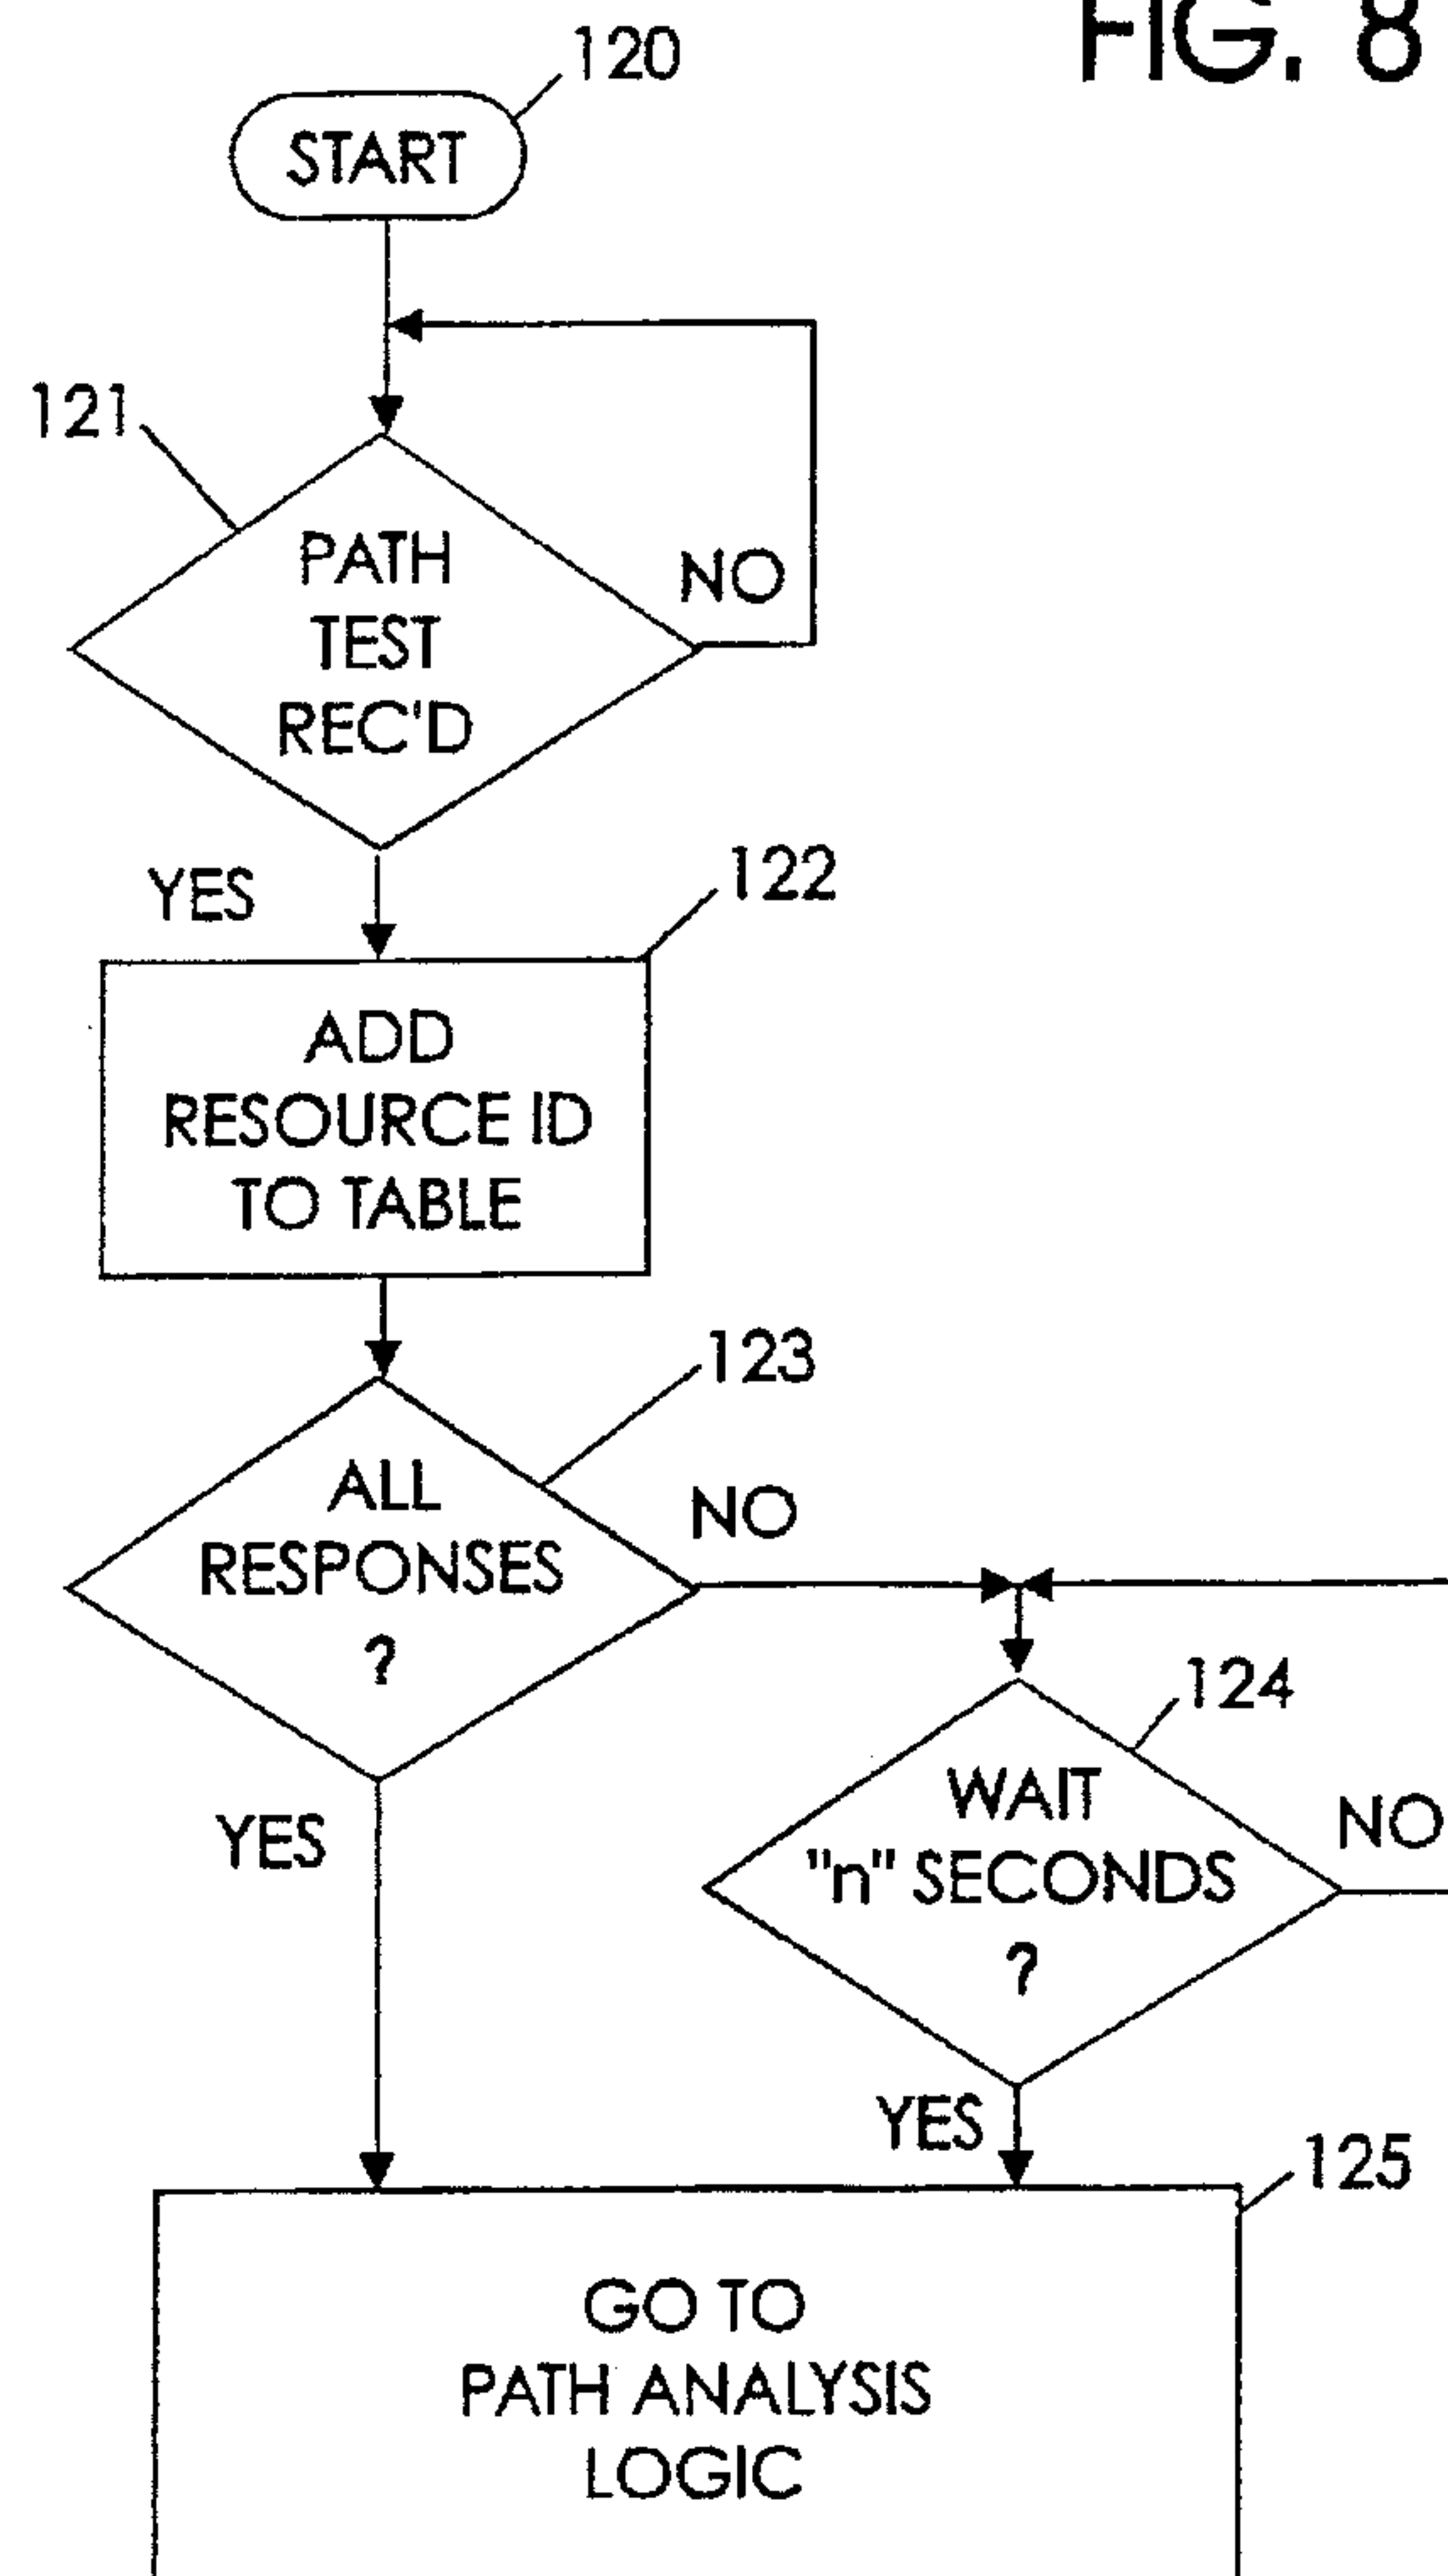 FIG. 8
120
START
121
PATH
TEST
REC'D
NO
YES
122
ADD
RESOURCE ID
TO TABLE
123
ALL
RESPONSES
?
NO
YES
124
WAIT
"n" SECONDS
?
NO
YES
125
GO TO
PATH ANALYSIS
LOGIC